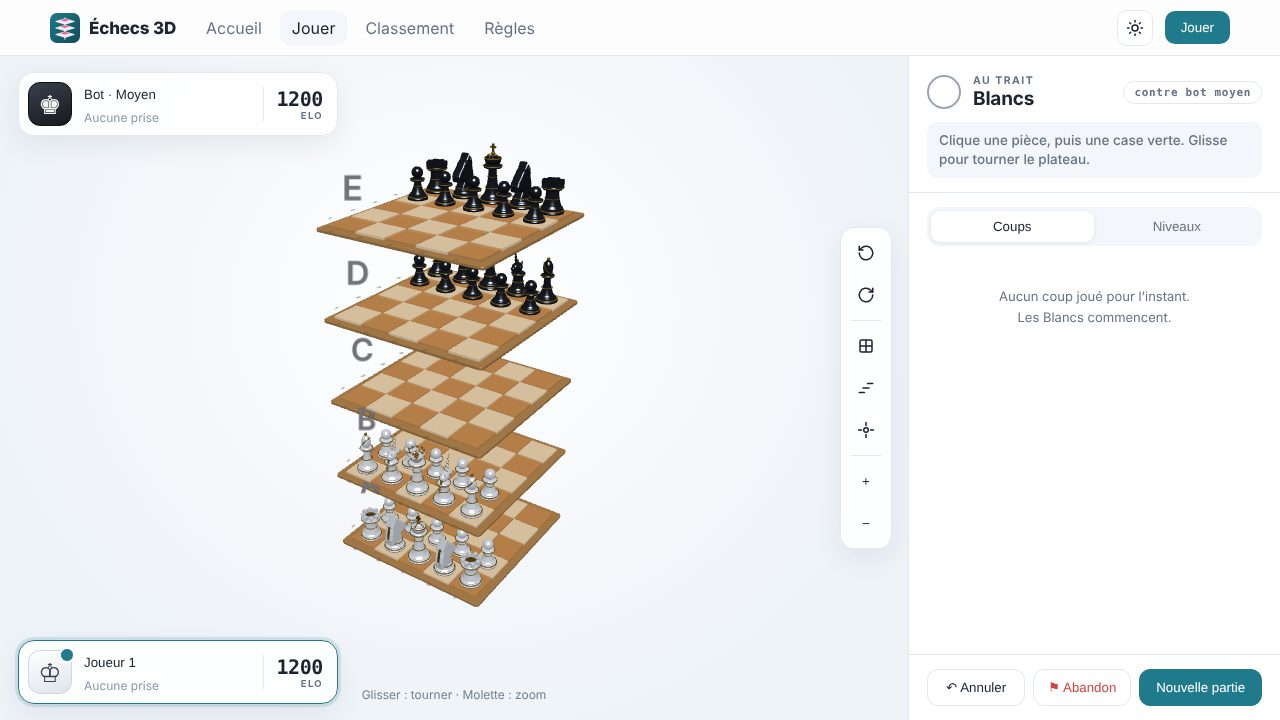 Échecs 3D
Accueil
Jouer
Classement
Règles
Jouer
Bot · Moyen
Aucune prise
1200
ELO
E
D
C
B
A
Joueur 1
Aucune prise
1200
ELO
Glisser : tourner · Molette : zoom
+
−
AU TRAIT
Blancs
contre bot moyen
Clique une pièce, puis une case verte. Glisse
pour tourner le plateau.
Coups
Niveaux
Aucun coup joué pour l’instant.
Les Blancs commencent.
↶ Annuler
⚑ Abandon
Nouvelle partie